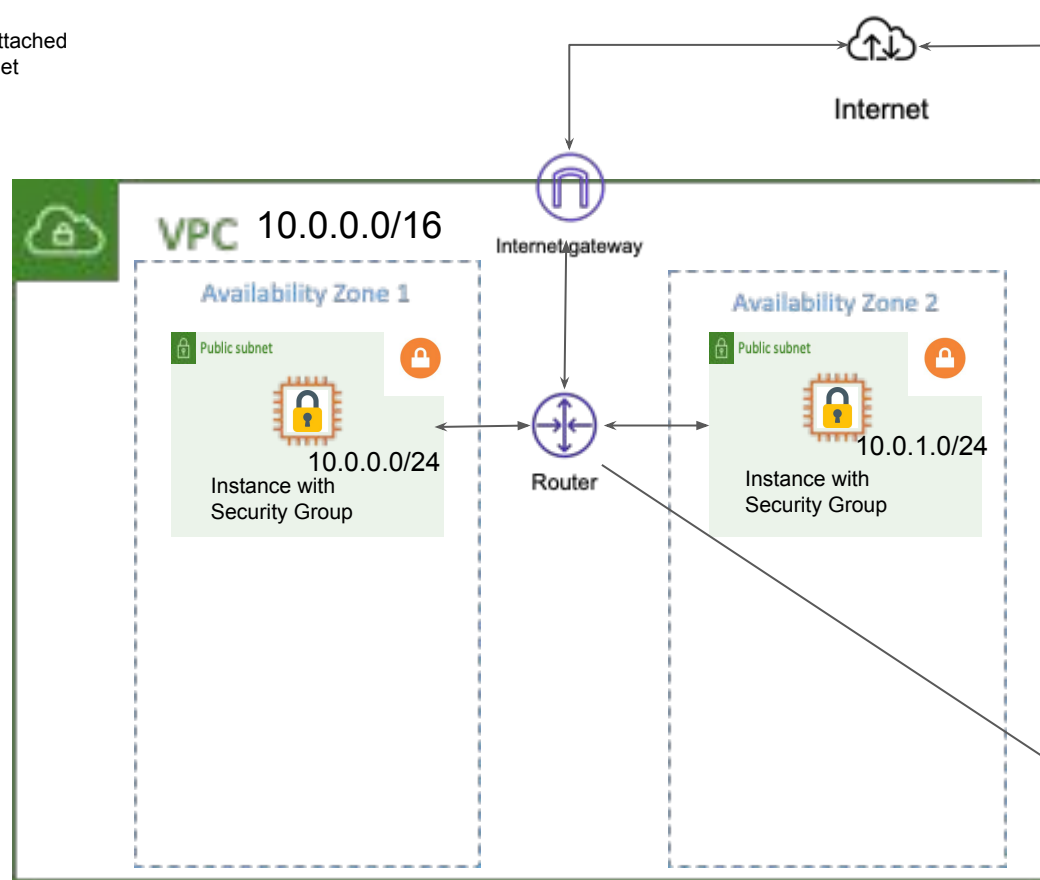 ttached
et
Internet
VPC 10.0.0.0/16
Internet gateway
Availability Zone 1
Availability Zone 2
Public subnet
Public subnet
10.0.0.0/24
10.0.1.0/24
Instance with
Security Group
Router
Instance with
Security Group